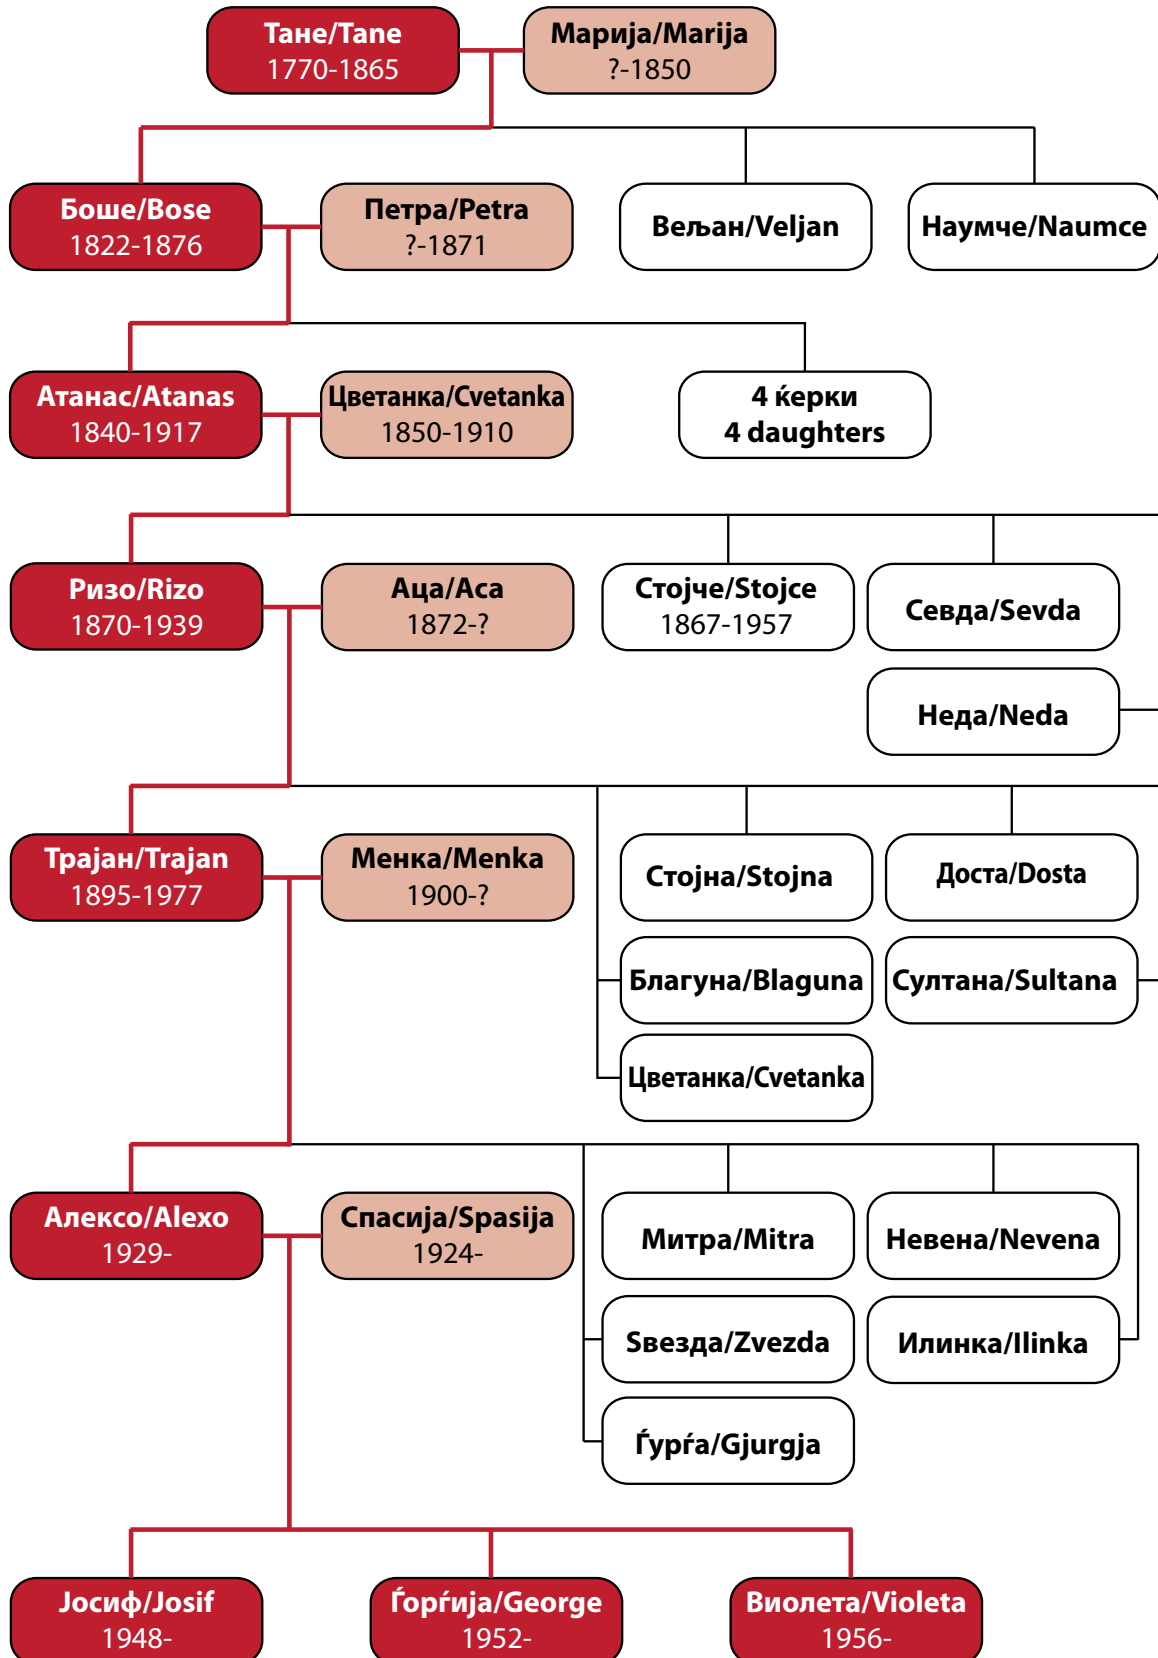 Тане/Tane
1770-1865
Марија/Marija
?-1850
Боше/Bose
1822-1876
Петра/Petra
?-1871
Вељан/Veljan
Наумче/Naumce
Атанас/Atanas
1840-1917
Цветанка/Cvetanka
1850-1910
4 ќерки
4 daughters
Ризо/Rizo
1870-1939
Аца/Aca
1872-?
Стојче/Stojce
1867-1957
Севда/Sevda
Неда/Neda
Трајан/Trajan
1895-1977
Менка/Menka
1900-?
Стојна/Stojna
Доста/Dosta
Благуна/Blaguna
Султана/Sultana
Цветанка/Cvetanka
Алексо/Alexo
1929-
Спасија/Spasija
1924-
Митра/Mitra
Невена/Nevena
Ѕвезда/Zvezda
Илинка/Ilinka
Ѓурѓа/Gjurgja
Јосиф/Josif
1948-
Ѓорѓија/George
1952-
Виолета/Violeta
1956-